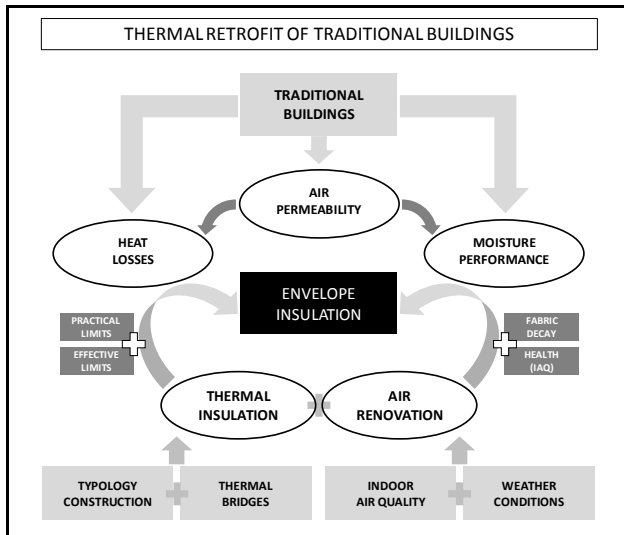 THERMAL RETROFIT OF TRADITIONAL BUILDINGS
TRADITIONAL
BUILDINGS
AIR
PERMEABILITY
HEAT
LOSSES
MOISTURE
PERFORMANCE
ENVELOPE
INSULATION
PRACTICAL
LIMITS
EFFECTIVE
LIMITS
FABRIC
DECAY
HEALTH
(IAQ)
THERMAL
INSULATION
AIR
RENOVATION
TYPOLOGY
CONSTRUCTION
THERMAL
BRIDGES
INDOOR
AIR QUALITY
WEATHER
CONDITIONS